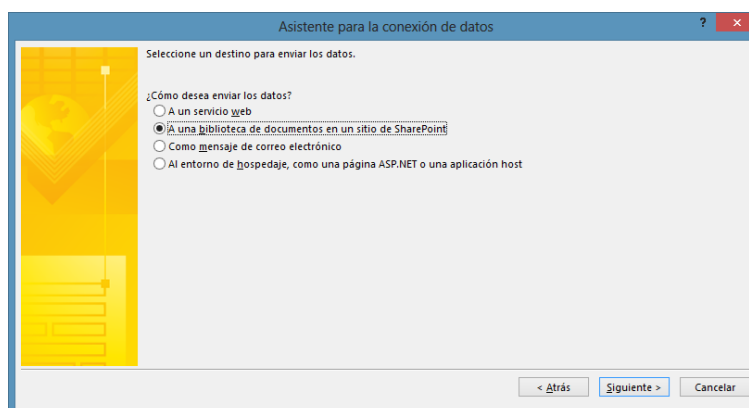 Asistente para la conexión de datos
?
Seleccione un destino para enviar los datos.
¿Cómo desea enviar los datos?
A un servicio web
A una biblioteca de documentos en un sitio de SharePoint
Como mensaje de correo electrónico
Al entorno de hospedaje, como una página ASP.NET o una aplicación host
< Atrás
Siguiente >
Cancelar